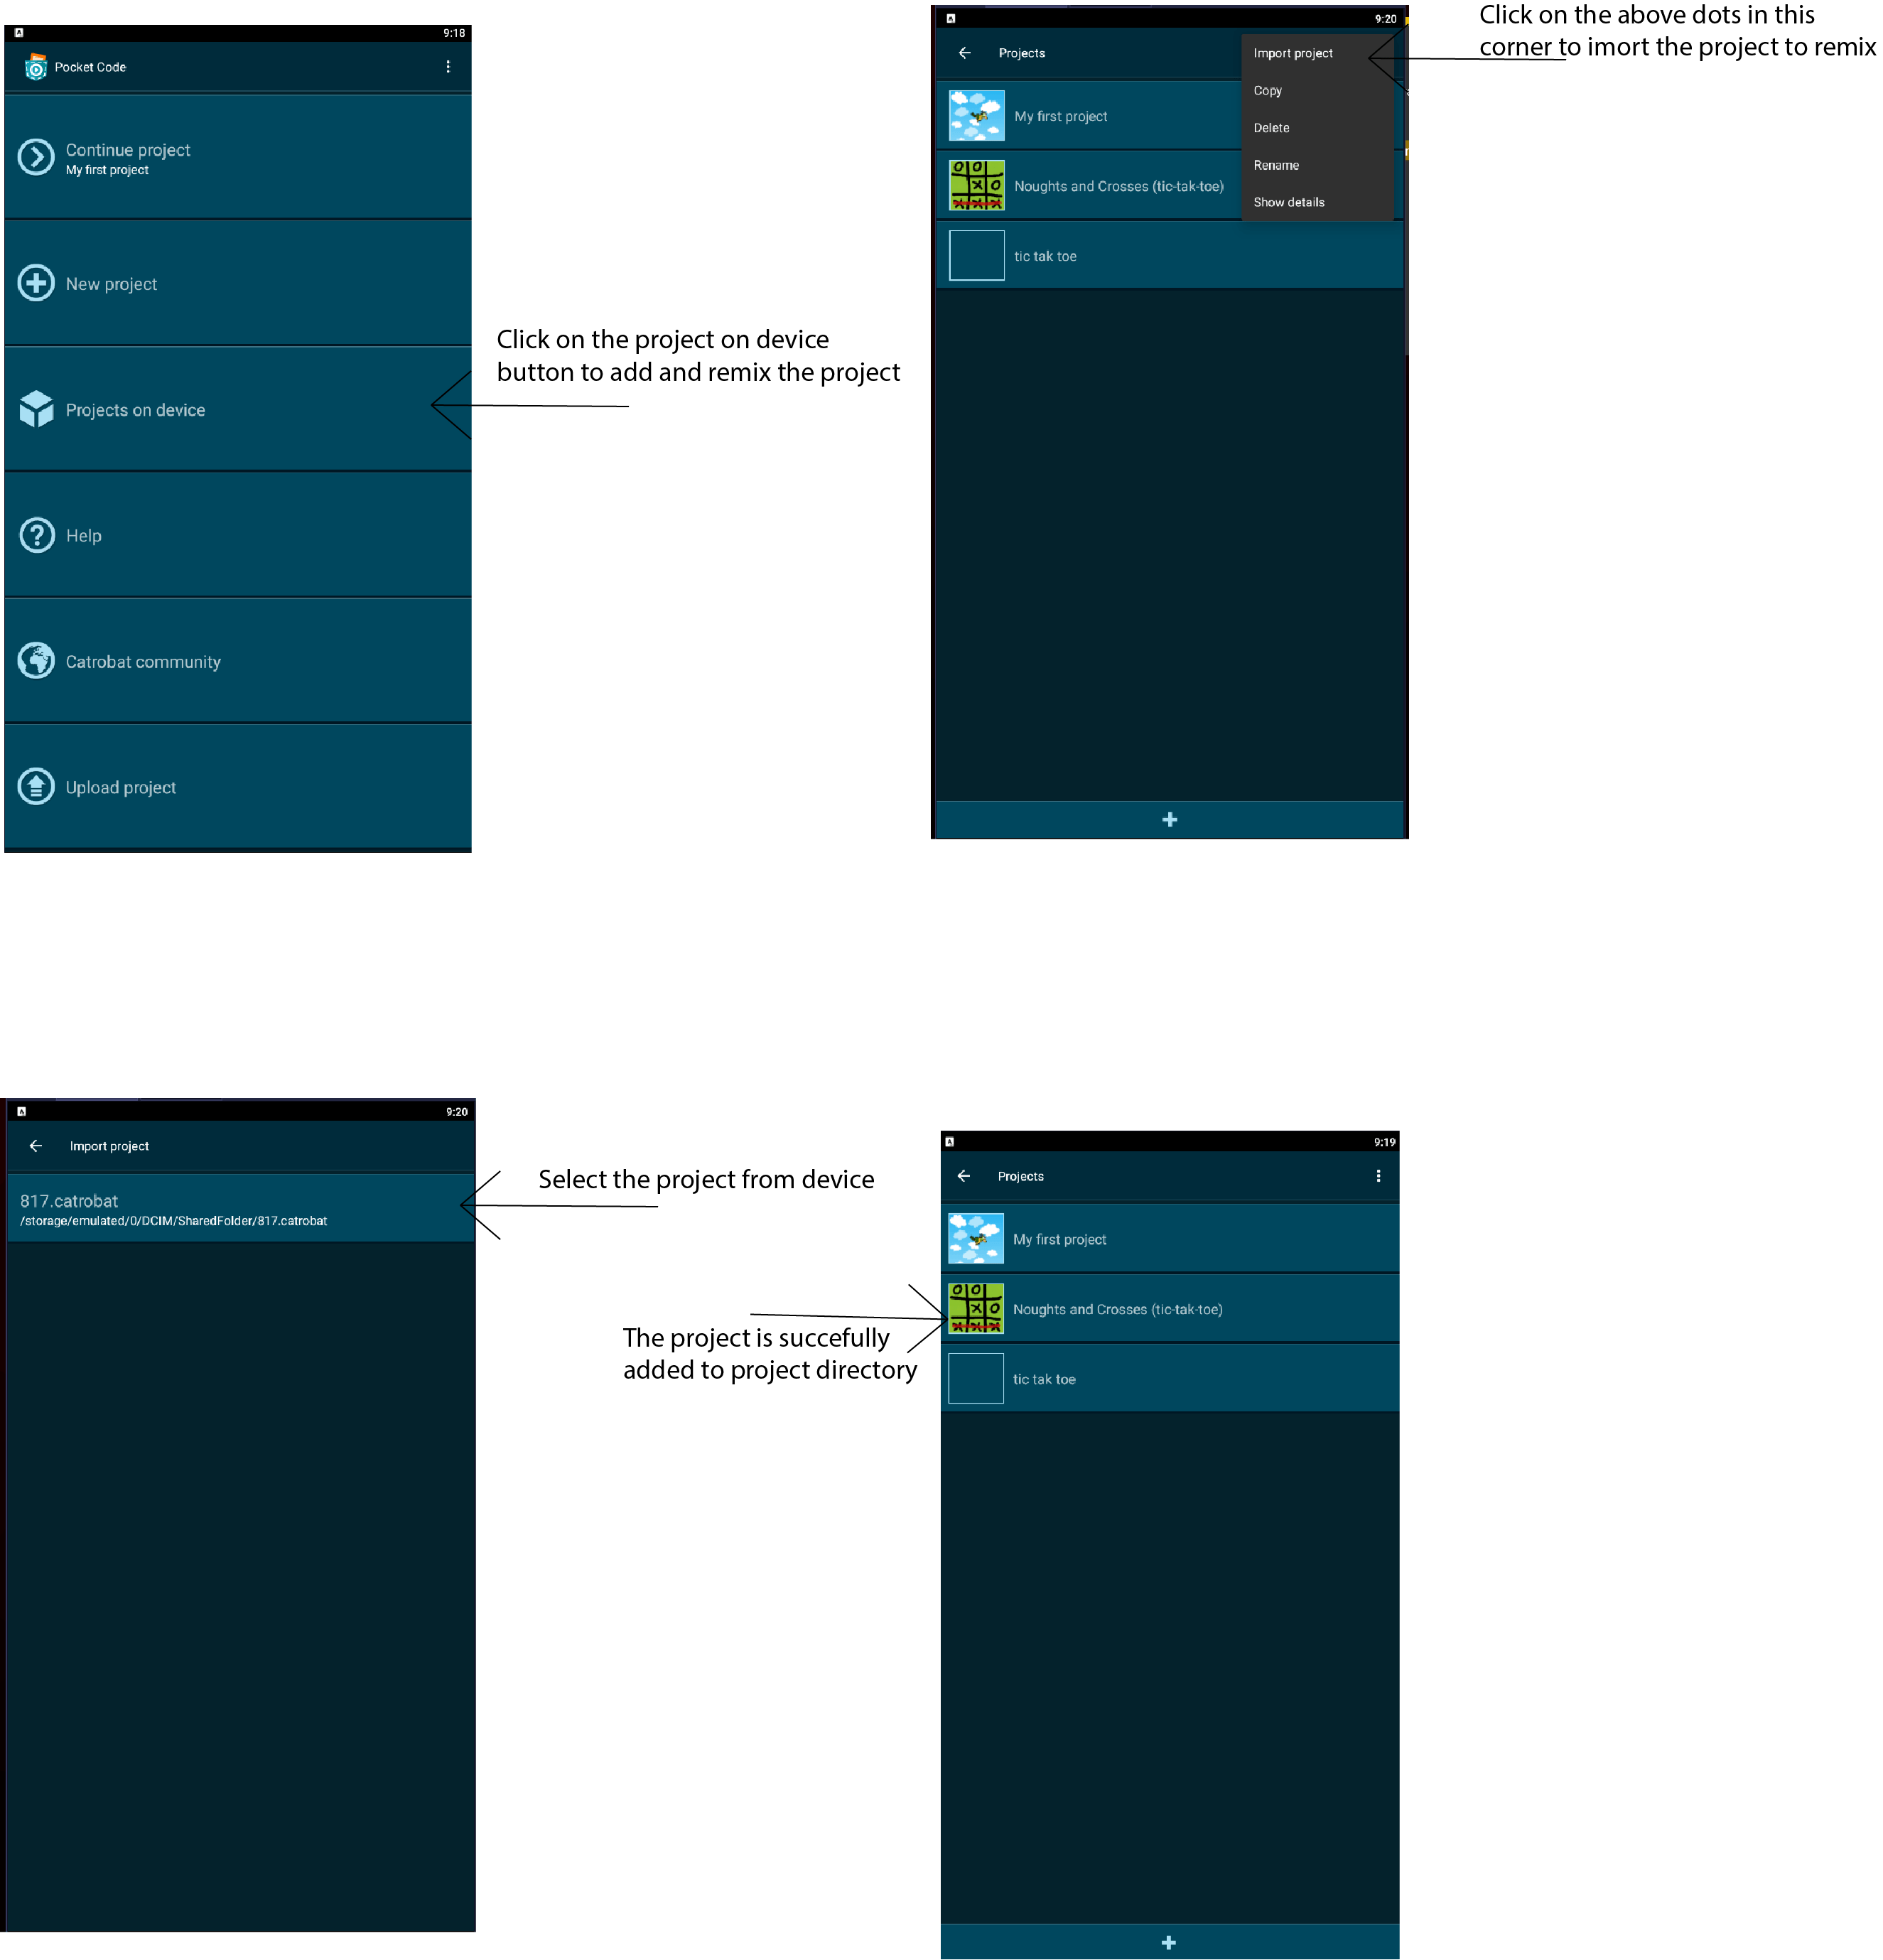 9:18
Pocket Code
Continue project
My first project
New project
Projects on device
Help
Catrobat community
Upload project
Click on the project on device
button to add and remix the project
9:20
Projects
Import project
Copy
Delete
Rename
Show details
My first project
Noughts and Crosses (tic-tak-toe)
tic tak toe
Click on the above dots in this
corner to imort the project to remix
9:20
Import project
817.catrobat
/storage/emulated/0/DCIM/SharedFolder/817.catrobat
Select the project from device
The project is succefully
added to project directory
9:19
Projects
My first project
Noughts and Crosses (tic-tak-toe)
tic tak toe